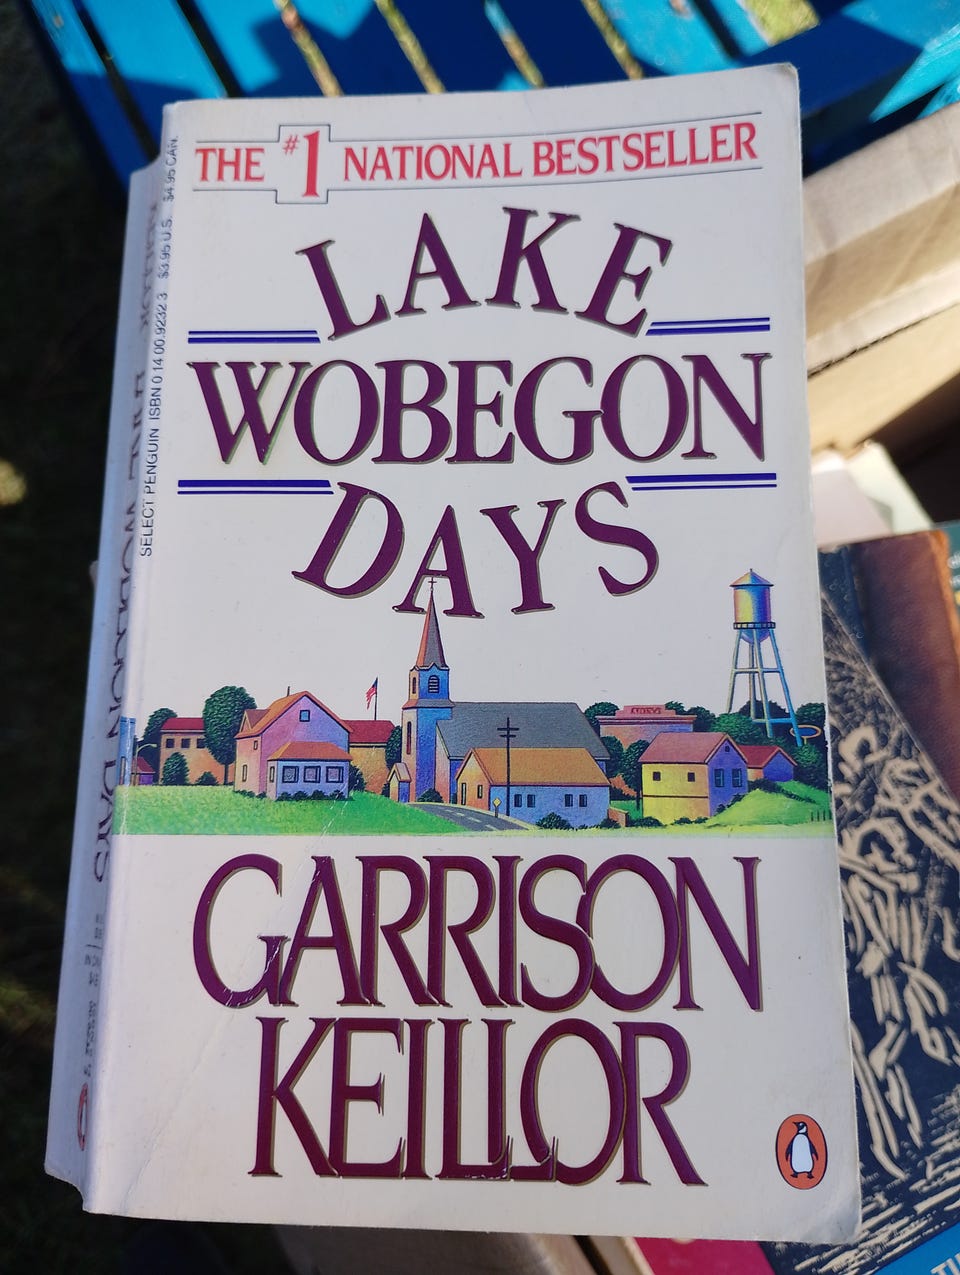 THE #1 NATIONAL BESTSELLER
LAKE
WOBEGON
DAYS
GARRISON
KEILLOR
SELECT PENGUIN ISBN 0 14 00.9232 3 $3.95 U.S. $4.95 CAN.